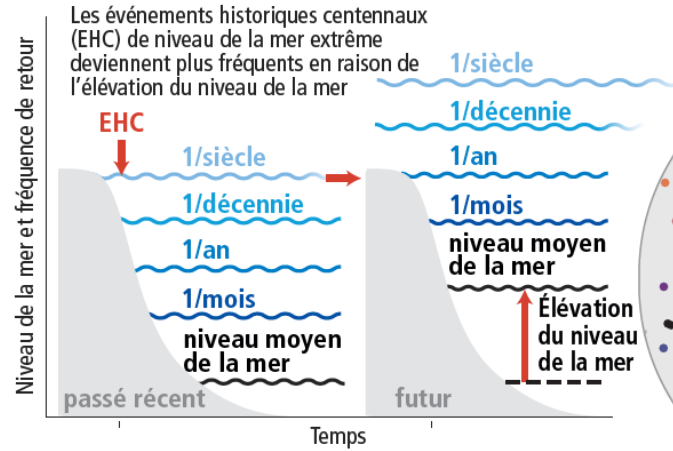 Les événements historiques centennaux
(EHC) de niveau de la mer extrême
deviennent plus fréquents en raison de
l'élévation du niveau de la mer
Niveau de la mer et fréquence de retour
EHC
1/siècle
1/décennie
1/an
1/mois
niveau moyen
de la mer
passé récent
1/siècle
1/décennie
1/an
1/mois
niveau moyen
de la mer
Élévation
du niveau
de la mer
futur
Temps